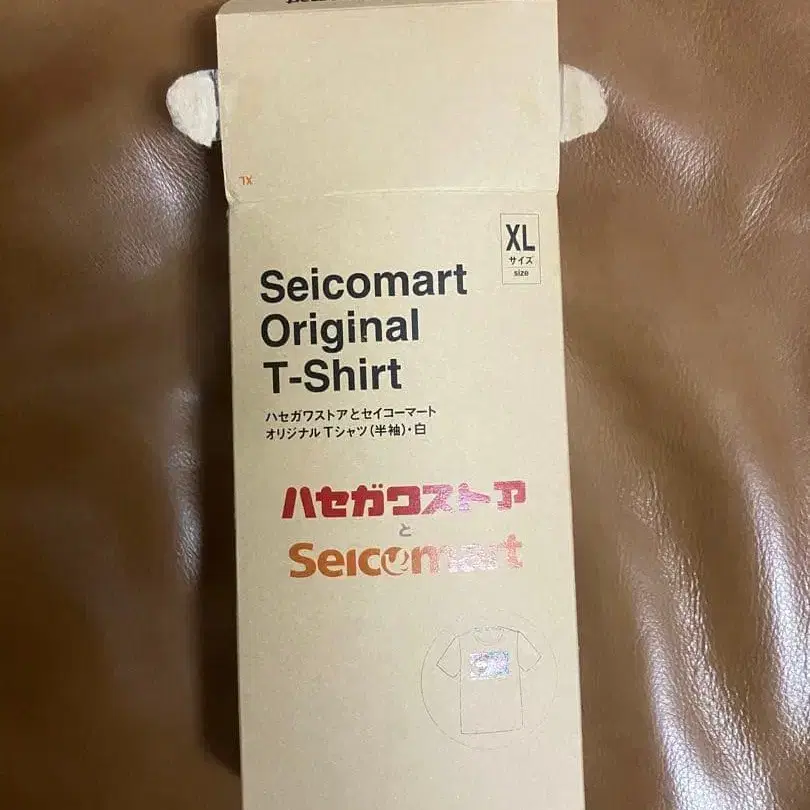 XL
XL
サイズ
size
Seicomart
Original
T-Shirt
ハセガワストアとセイコーマート
オリジナルTシャツ(半袖)・白
ハセガワストア
と
Seicomart